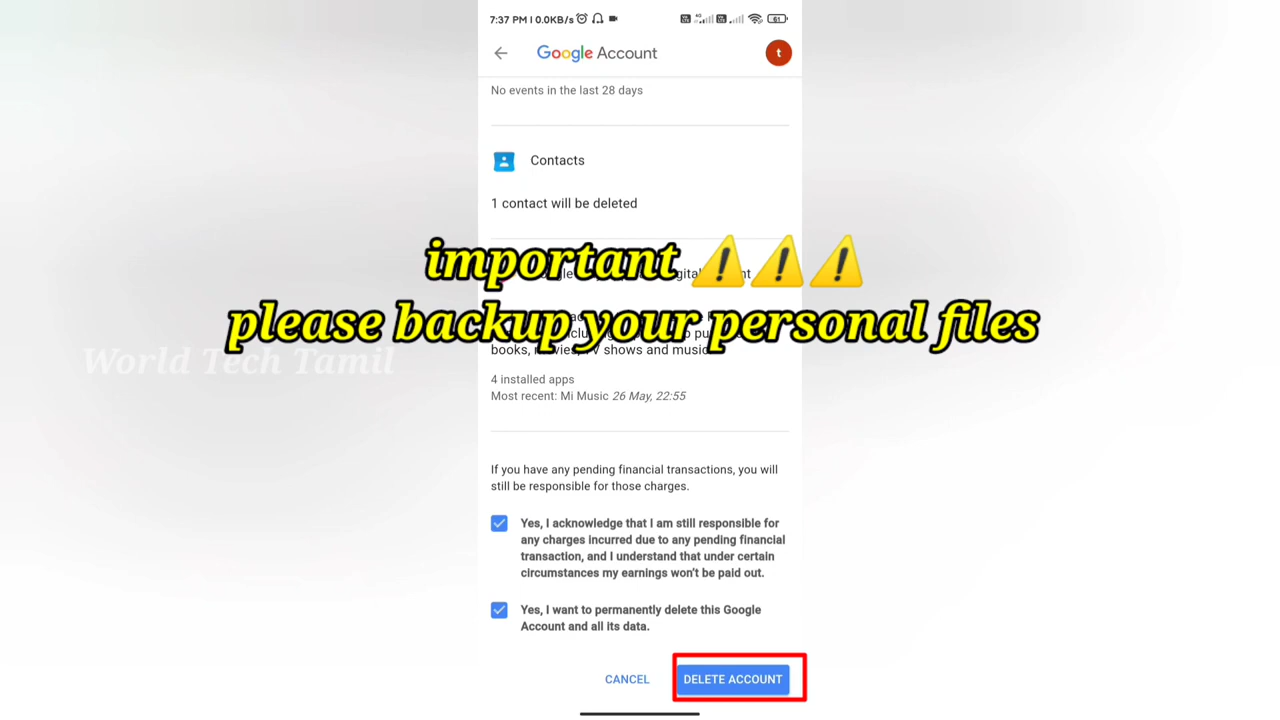 7:37 PM | 0.0KB/s
61
Google Account
t
No events in the last 28 days
Contacts
1 contact will be deleted
important ⚠️⚠️⚠️
please backup your personal files
World Tech Tamil
books, movies, TV shows and music
4 installed apps
Most recent: Mi Music 26 May, 22:55
If you have any pending financial transactions, you will
still be responsible for those charges.
Yes, I acknowledge that I am still responsible for
any charges incurred due to any pending financial
transaction, and I understand that under certain
circumstances my earnings won't be paid out.
Yes, I want to permanently delete this Google
Account and all its data.
CANCEL
DELETE ACCOUNT